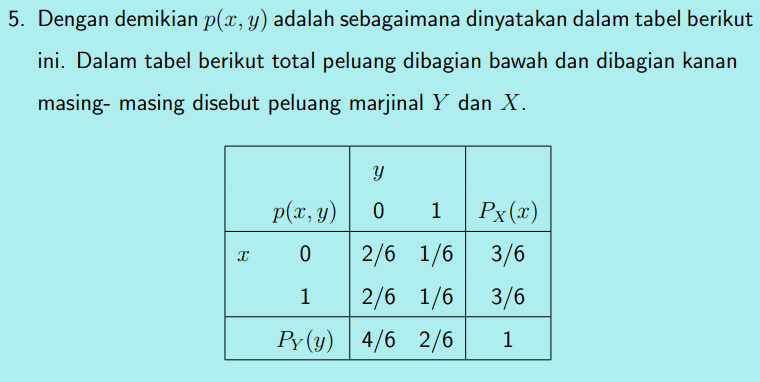 5. Dengan demikian p(x, y) adalah sebagaimana dinyatakan dalam tabel berikut
ini. Dalam tabel berikut total peluang dibagian bawah dan dibagian kanan
masing- masing disebut peluang marjinal Y dan X.
y
p(x, y) 0 1 P_X(x)
x 0 2/6 1/6 3/6
1 2/6 1/6 3/6
P_Y(y) 4/6 2/6 1